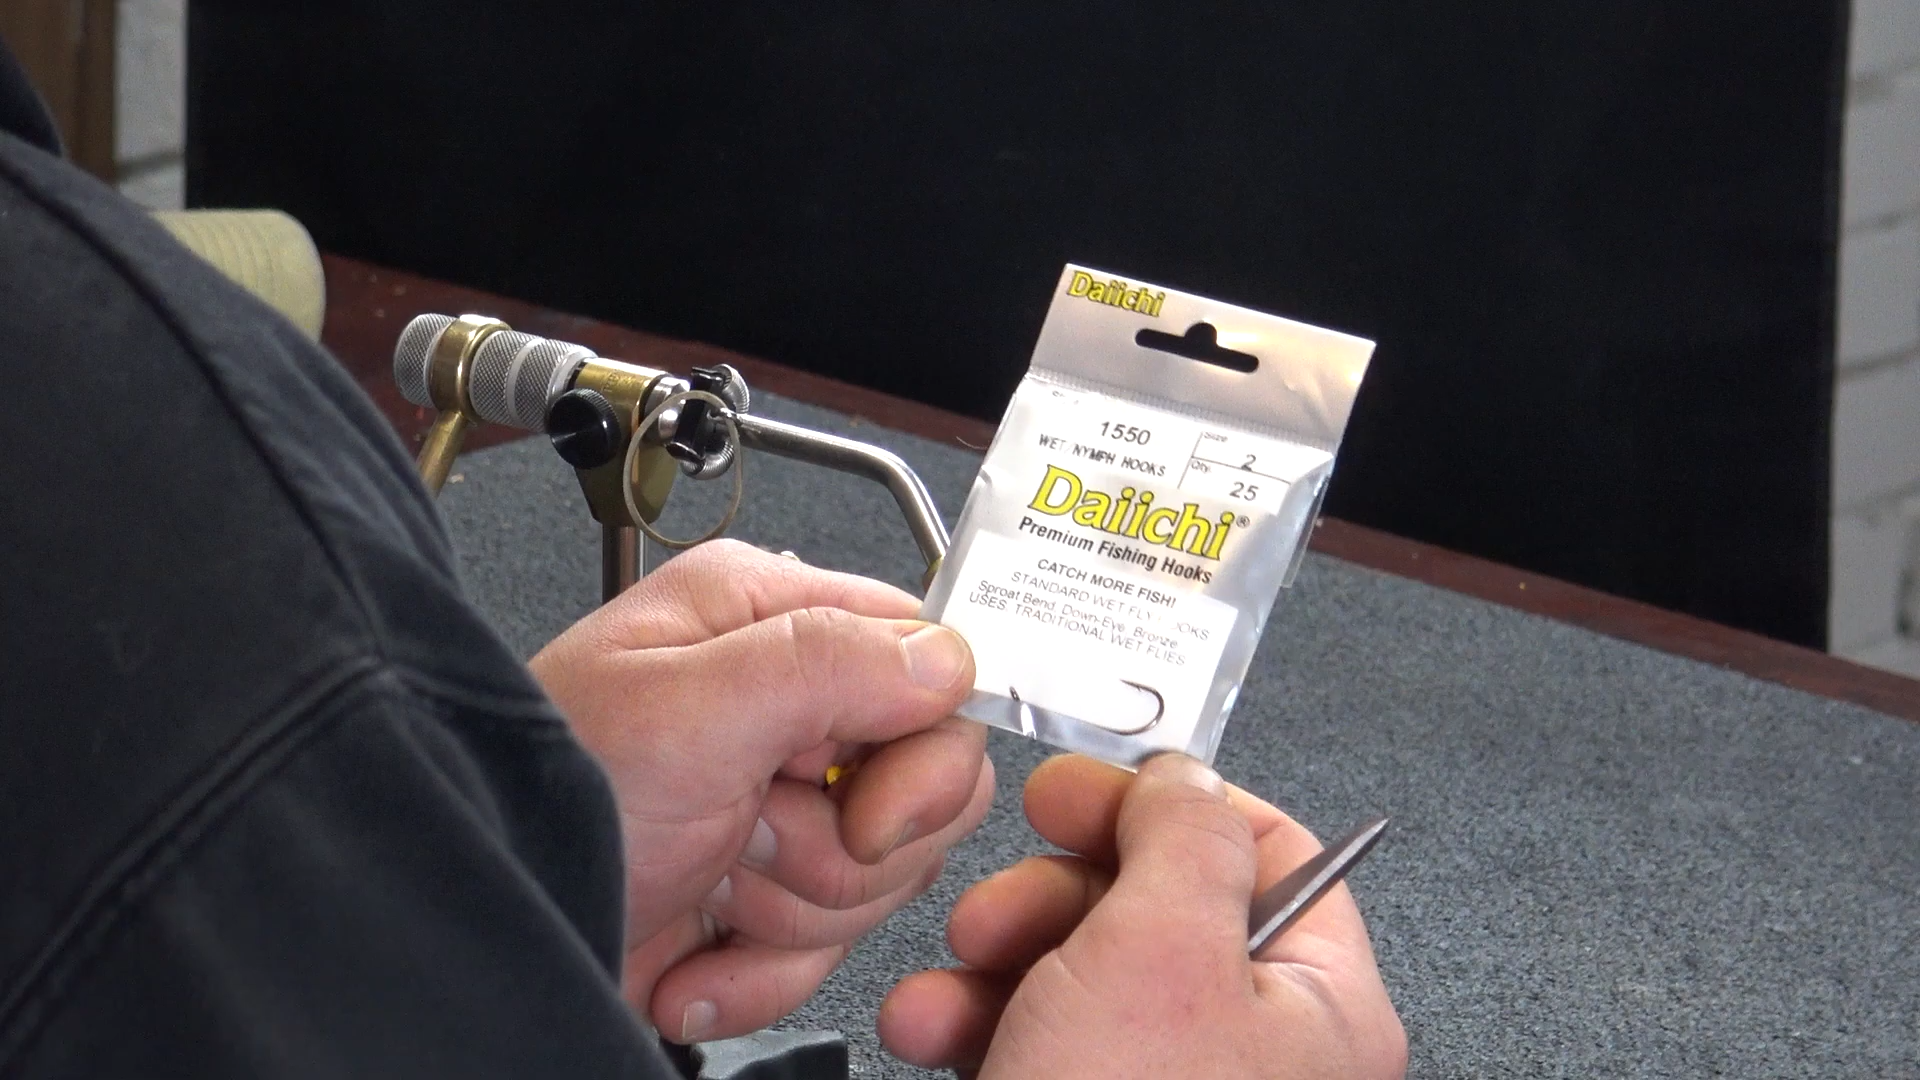 Daiichi
1550
WET/NYMPH HOOKS
Size
2
Qty.
25
Daiichi®
Premium Fishing Hooks
CATCH MORE FISH!
STANDARD WET FLY
Sproat Bend, Down-Eye, Bronze
USES: TRADITIONAL WET FLIES